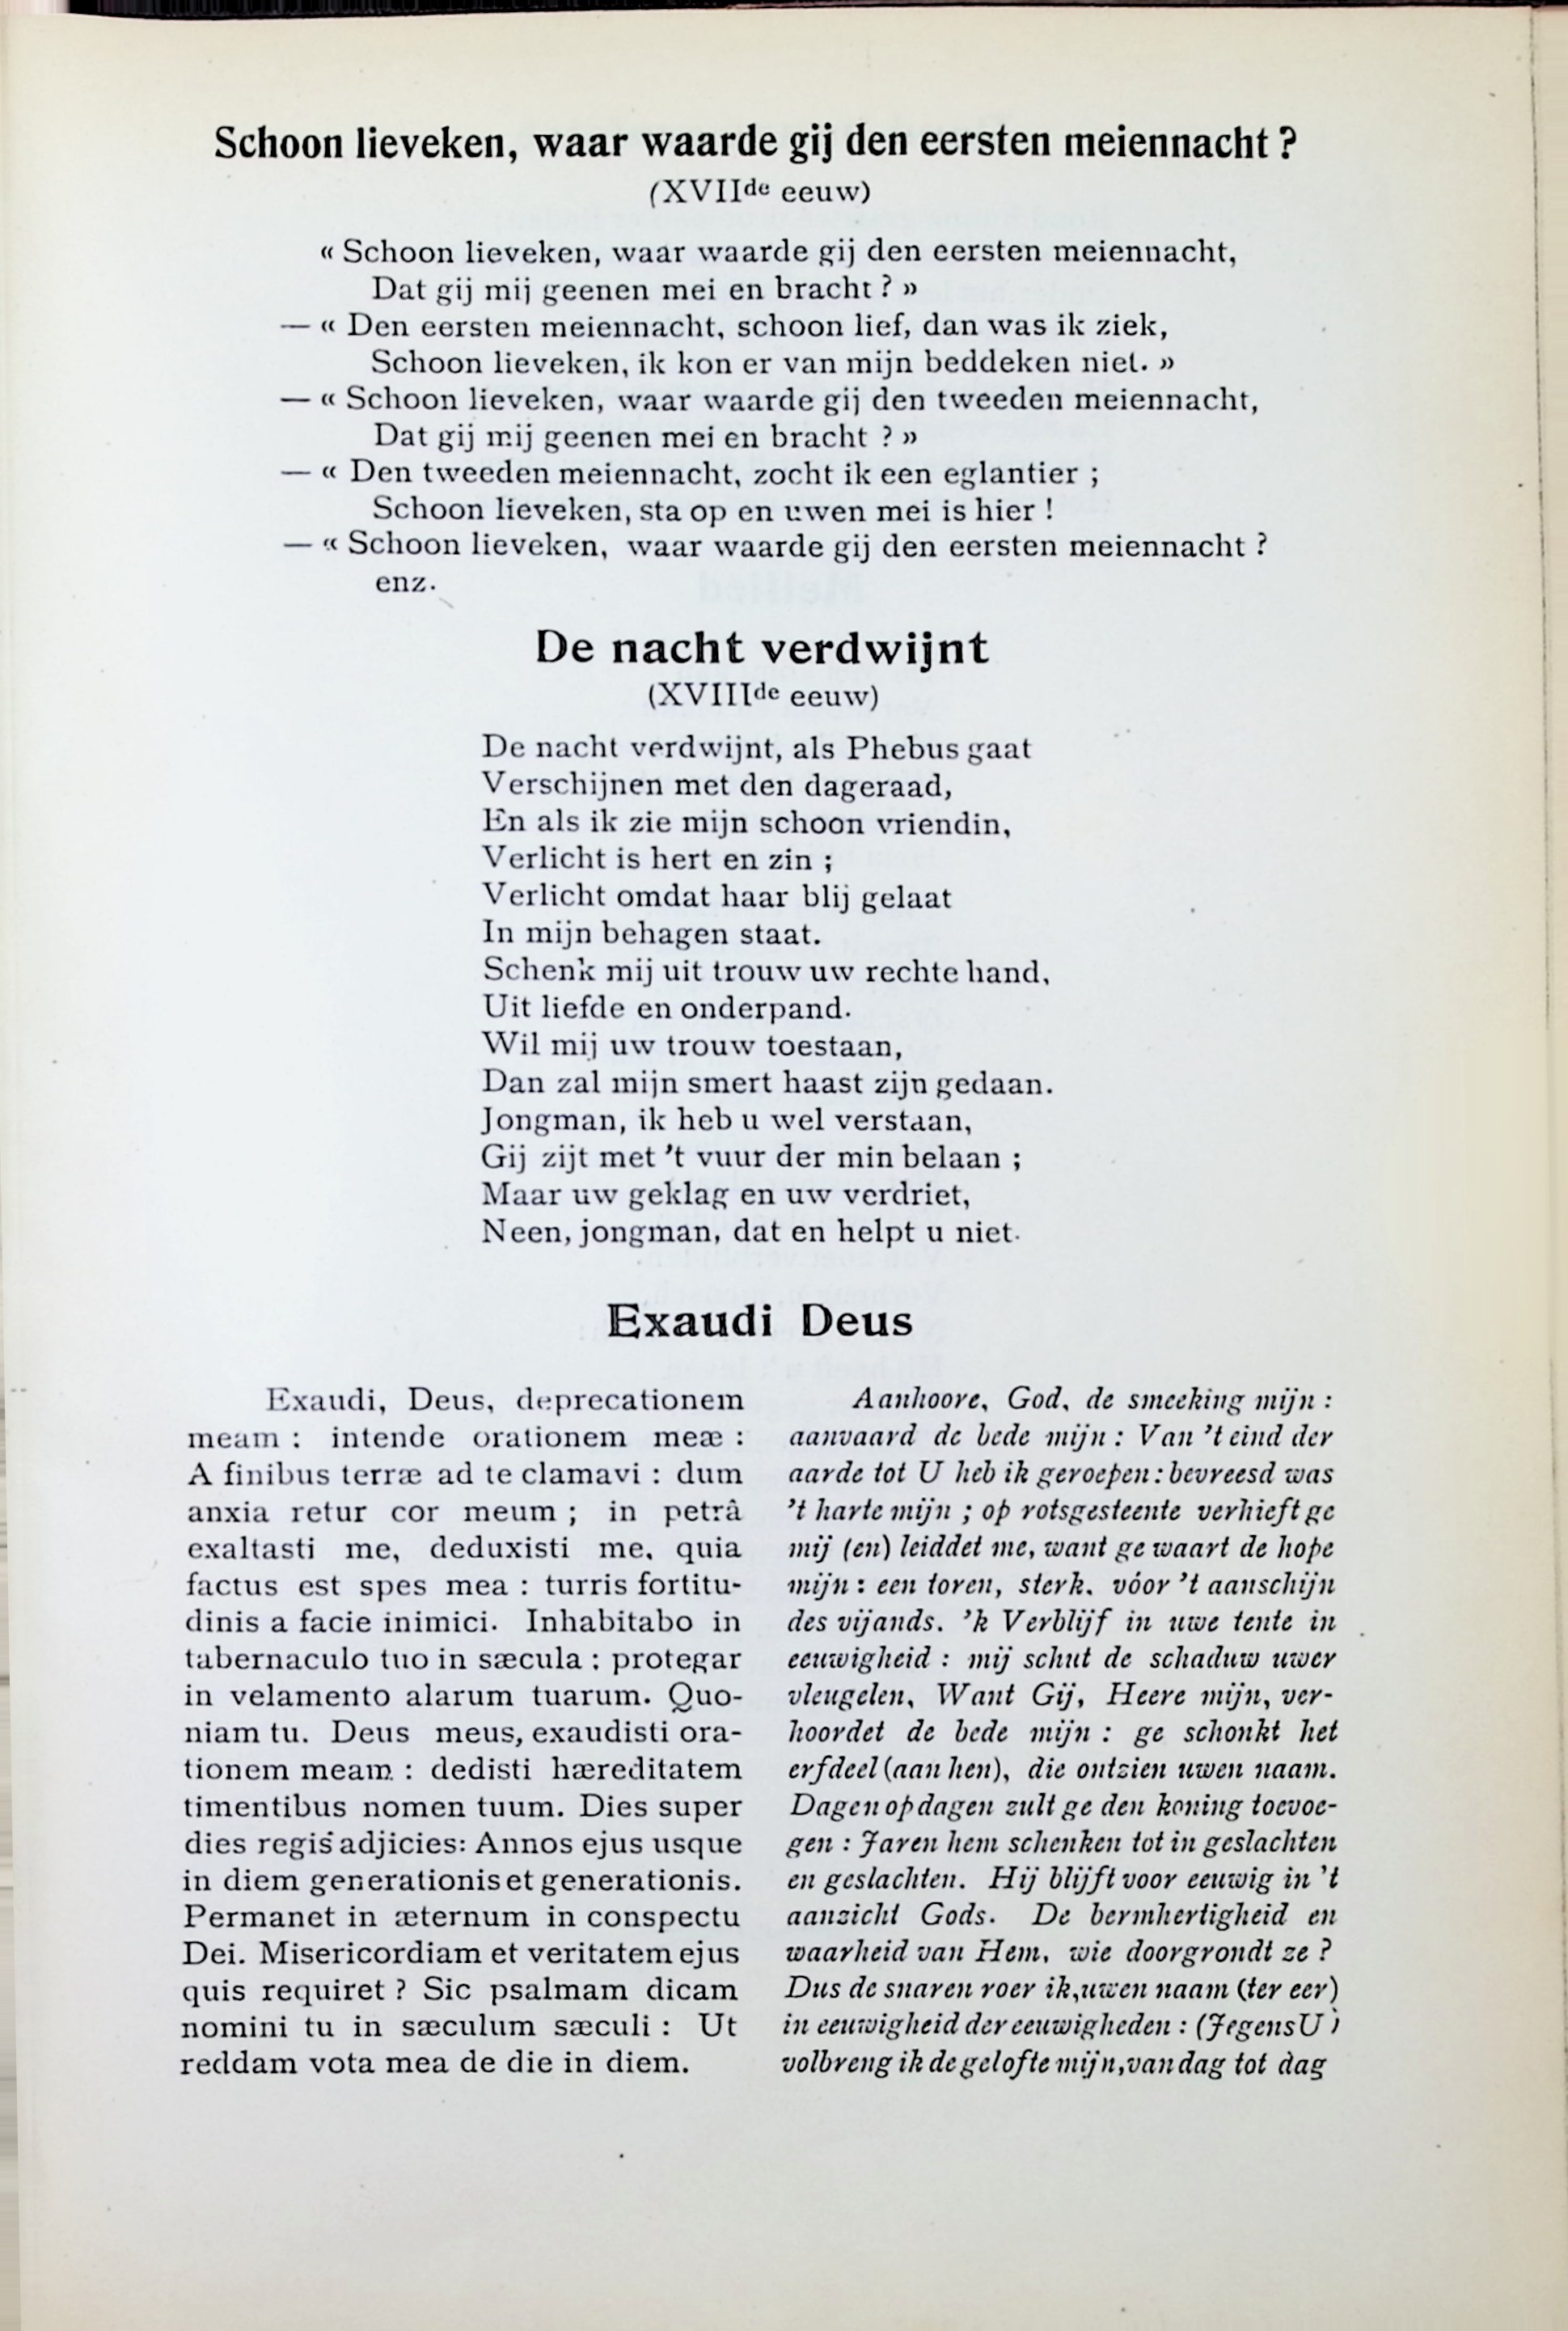 Schoon lieveken, waar waarde gij den eersten meiennacht ?
(XVIIde eeuw)
« Schoon lieveken, waar waarde gij den eersten meiennacht,
Dat gij mij geenen mei en bracht ? »
— « Den eersten meiennacht, schoon lief, dan was ik ziek,
Schoon lieveken, ik kon er van mijn beddeken niet. »
— « Schoon lieveken, waar waarde gij den tweeden meiennacht,
Dat gij mij geenen mei en bracht ? »
— « Den tweeden meiennacht, zocht ik een eglantier ;
Schoon lieveken, sta op en uwen mei is hier !
— « Schoon lieveken, waar waarde gij den eersten meiennacht ?
enz.
De nacht verdwijnt
(XVIIIde eeuw)
De nacht verdwijnt, als Phebus gaat
Verschijnen met den dageraad,
En als ik zie mijn schoon vriendin,
Verlicht is hert en zin ;
Verlicht omdat haar blij gelaat
In mijn behagen staat.
Schenk mij uit trouw uw rechte hand,
Uit liefde en onderpand.
Wil mij uw trouw toestaan,
Dan zal mijn smert haast zijn gedaan.
Jongman, ik heb u wel verstaan,
Gij zijt met 't vuur der min belaan ;
Maar uw geklag en uw verdriet,
Neen, jongman, dat en helpt u niet.
Exaudi Deus
Exaudi, Deus, deprecationem
meam : intende orationem meæ :
A finibus terræ ad te clamavi : dum
anxia retur cor meum ; in petrâ
exaltasti me, deduxisti me, quia
factus est spes mea : turris fortitu-
dinis a facie inimici. Inhabitabo in
tabernaculo tuo in sæcula : protegar
in velamento alarum tuarum. Quo-
niam tu. Deus meus, exaudisti ora-
tionem meam : dedisti hæreditatem
timentibus nomen tuum. Dies super
dies regis adjicies: Annos ejus usque
in diem generationis et generationis.
Permanet in æternum in conspectu
Dei. Misericordiam et veritatem ejus
quis requiret ? Sic psalmam dicam
nomini tu in sæculum sæculi : Ut
reddam vota mea de die in diem.
Aanhoore, God, de smeeking mijn :
aanvaard de bede mijn : Van 't eind der
aarde tot U heb ik geroepen : bevreesd was
't harte mijn ; op rotsgesteente verhieft ge
mij (en) leiddet me, want ge waart de hope
mijn : een toren, sterk, vóor 't aanschijn
des vijands. 'k Verblijf in uwe tente in
eeuwigheid : mij schut de schaduw uwer
vleugelen, Want Gij, Heere mijn, ver-
hoordet de bede mijn : ge schonkt het
erfdeel (aan hen), die ontzien uwen naam.
Dagen op dagen zult ge den koning toevoe-
gen : Jaren hem schenken tot in geslachten
en geslachten. Hij blijft voor eeuwig in 't
aanzicht Gods. De bermhertigheid en
waarheid van Hem, wie doorgrondt ze ?
Dus de snaren roer ik,uwen naam (ter eer)
in eeuwigheid der eeuwigheden : (Jegens U)
volbreng ik de gelofte mijn,van dag tot dag